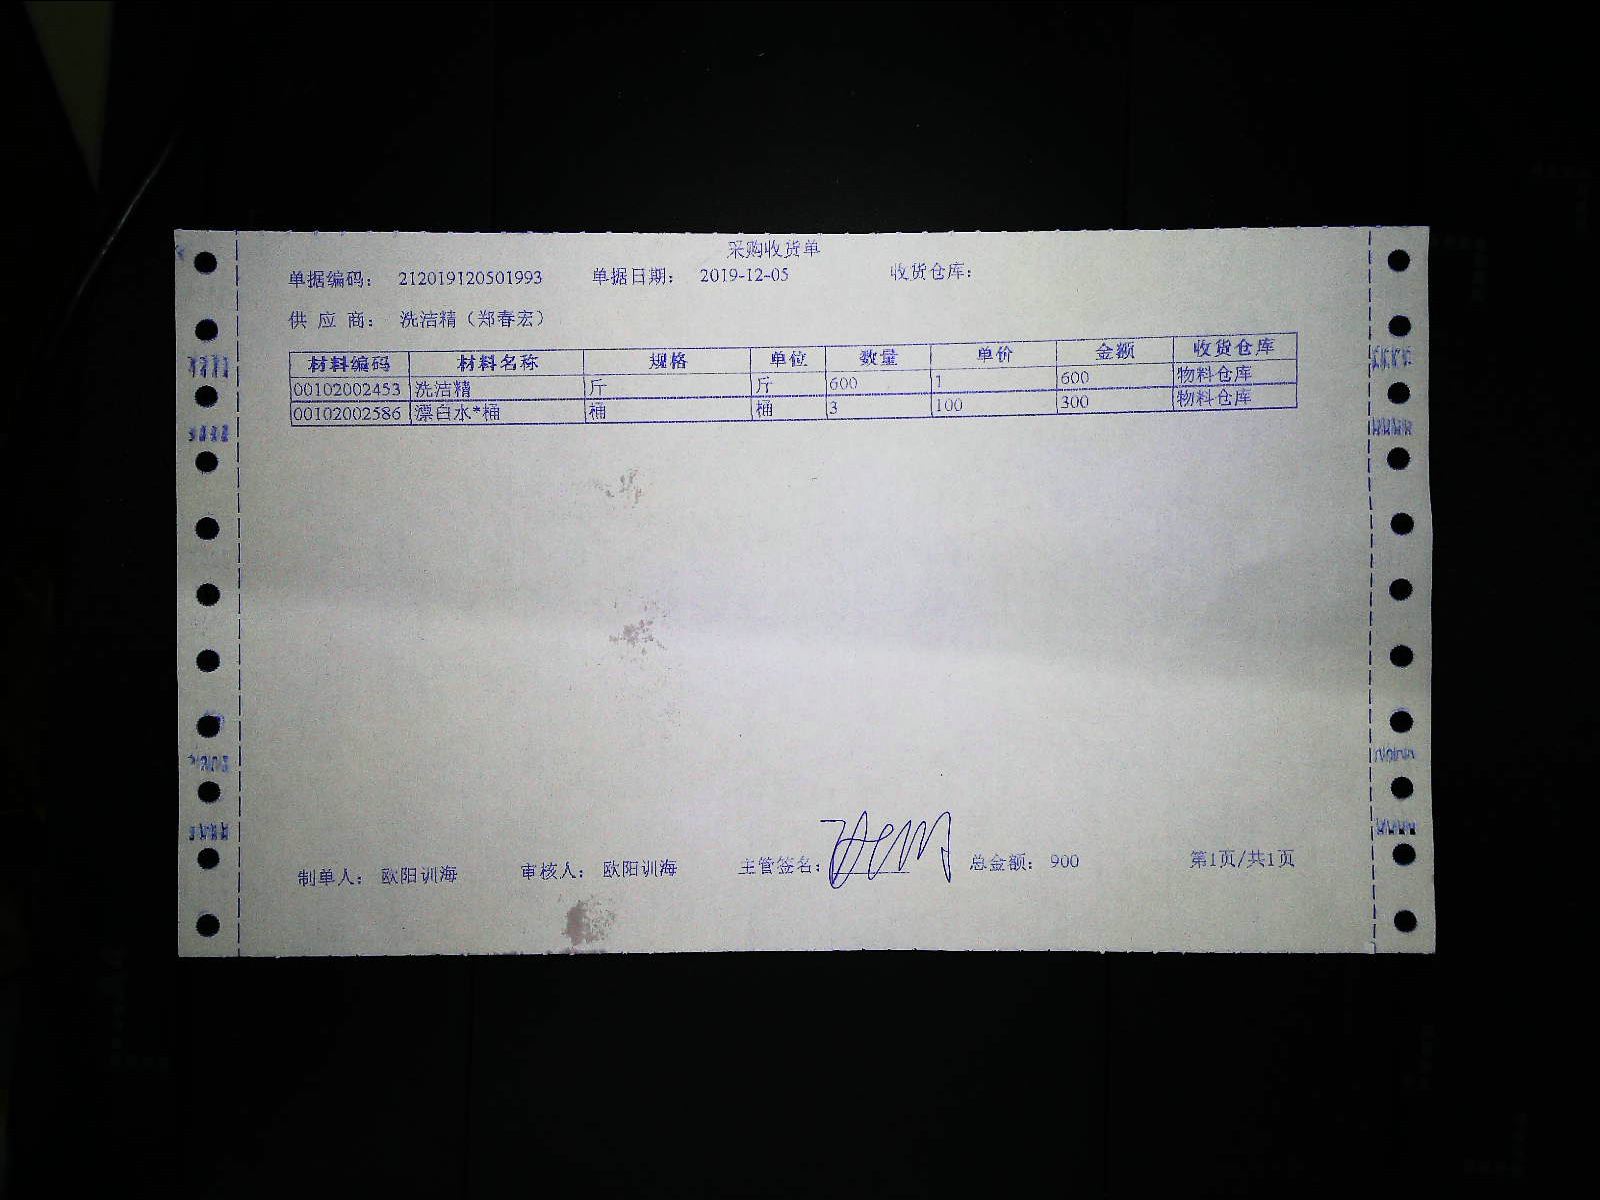 采购收货单
单据编码： 212019120501993 单据日期： 2019-12-05 收货仓库：
供 应 商： 洗洁精（郑春宏）
材料编码 材料名称 规格 单位 数量 单价 金额 收货仓库
00102002453 洗洁精 斤 斤 600 1 600 物料仓库
00102002586 漂白水*桶 桶 桶 3 100 300 物料仓库
制单人： 欧阳训海 审核人： 欧阳训海 主管签名： 总金额： 900 第1页/共1页